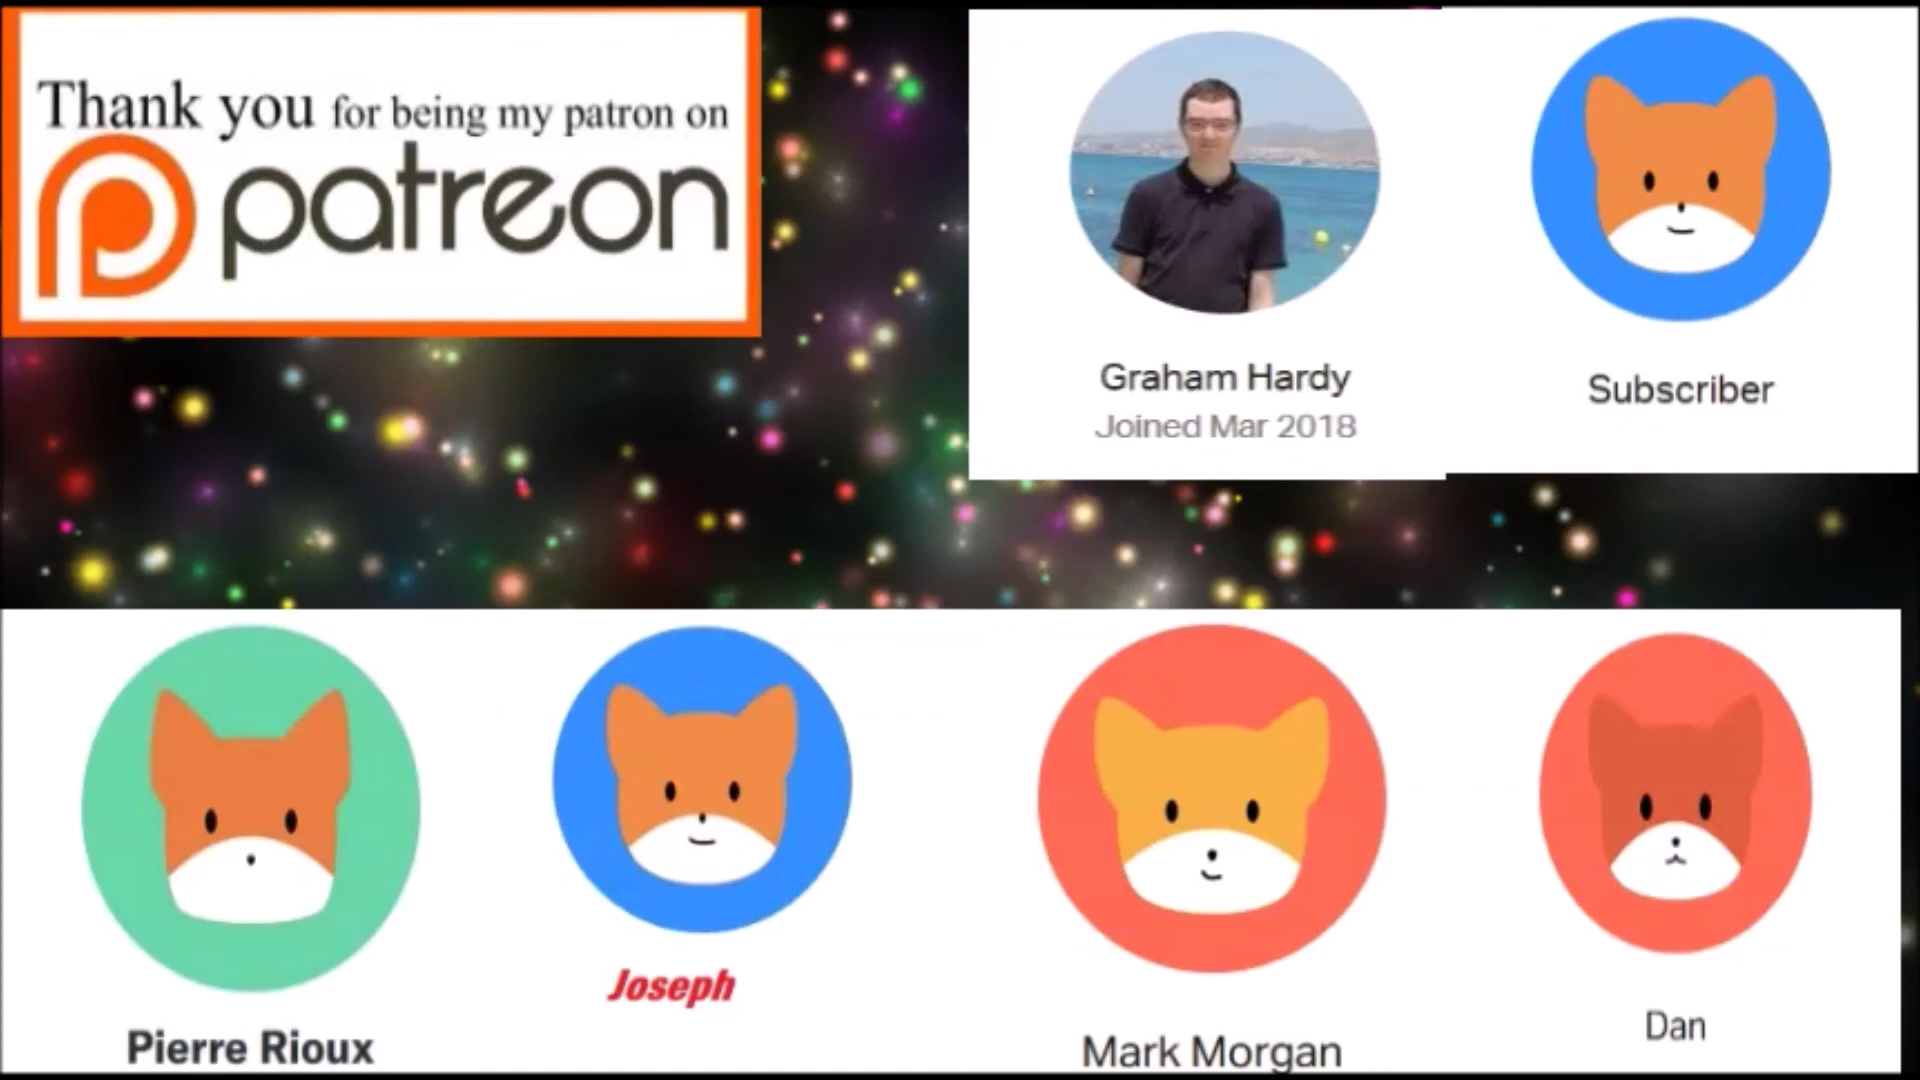 Thank you for being my patron on
patreon
Graham Hardy
Joined Mar 2018
Subscriber
Pierre Rioux
Joseph
Mark Morgan
Dan